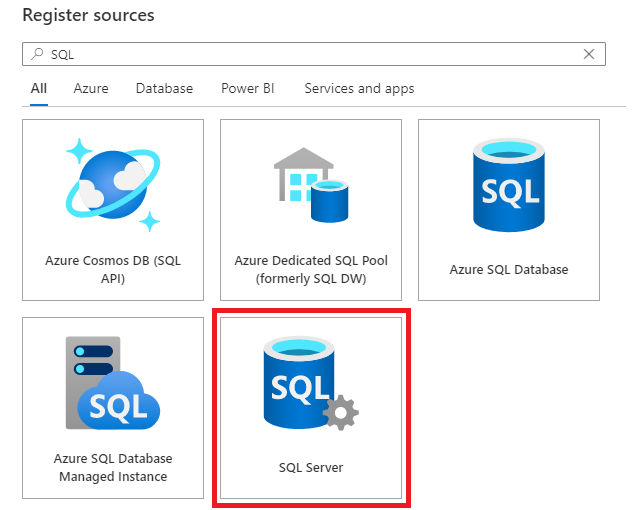 Register sources
SQL
All Azure Database Power BI Services and apps
Azure Cosmos DB (SQL
API)
Azure Dedicated SQL Pool
(formerly SQL DW)
SQL
Azure SQL Database
SQL
Azure SQL Database
Managed Instance
SQL
SQL Server